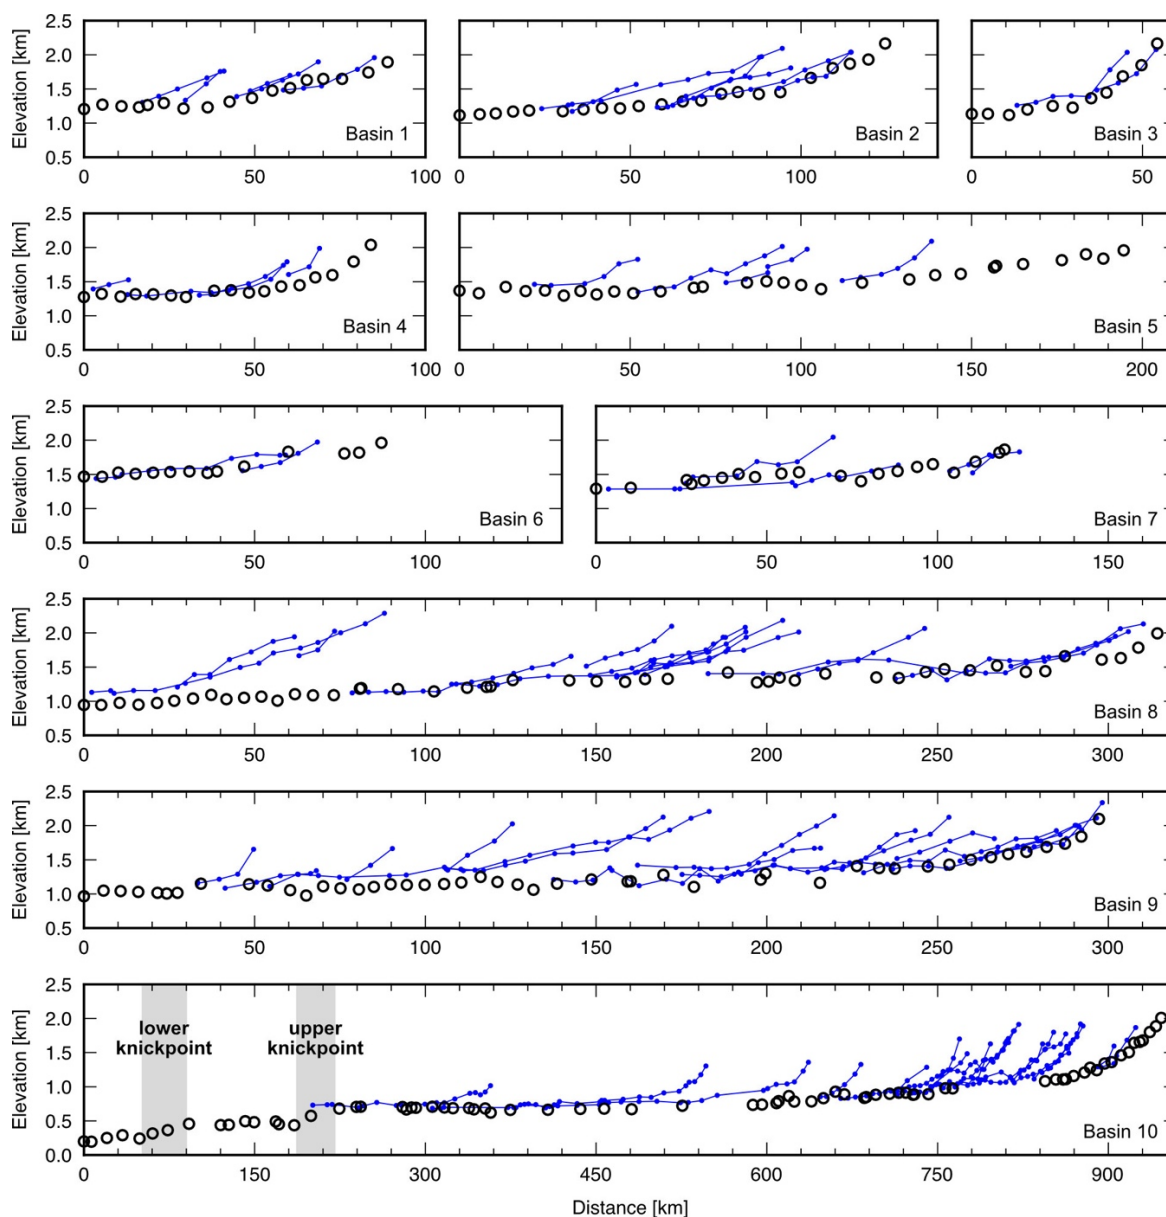 2.5
2.0
1.5
1.0
0.5
Elevation [km]
Basin 1
Basin 2
Basin 3
0 50 100
0 50 100
0 50
2.5
2.0
1.5
1.0
0.5
Elevation [km]
Basin 4
Basin 5
0 50 100
0 50 100 150 200
2.5
2.0
1.5
1.0
0.5
Elevation [km]
Basin 6
Basin 7
0 50 100
0 50 100 150
2.5
2.0
1.5
1.0
0.5
Elevation [km]
Basin 8
0 50 100 150 200 250 300
2.5
2.0
1.5
1.0
0.5
Elevation [km]
Basin 9
0 50 100 150 200 250 300
2.5
2.0
1.5
1.0
0.5
0.0
Elevation [km]
lower
knickpoint
upper
knickpoint
Basin 10
0 150 300 450 600 750 900
Distance [km]